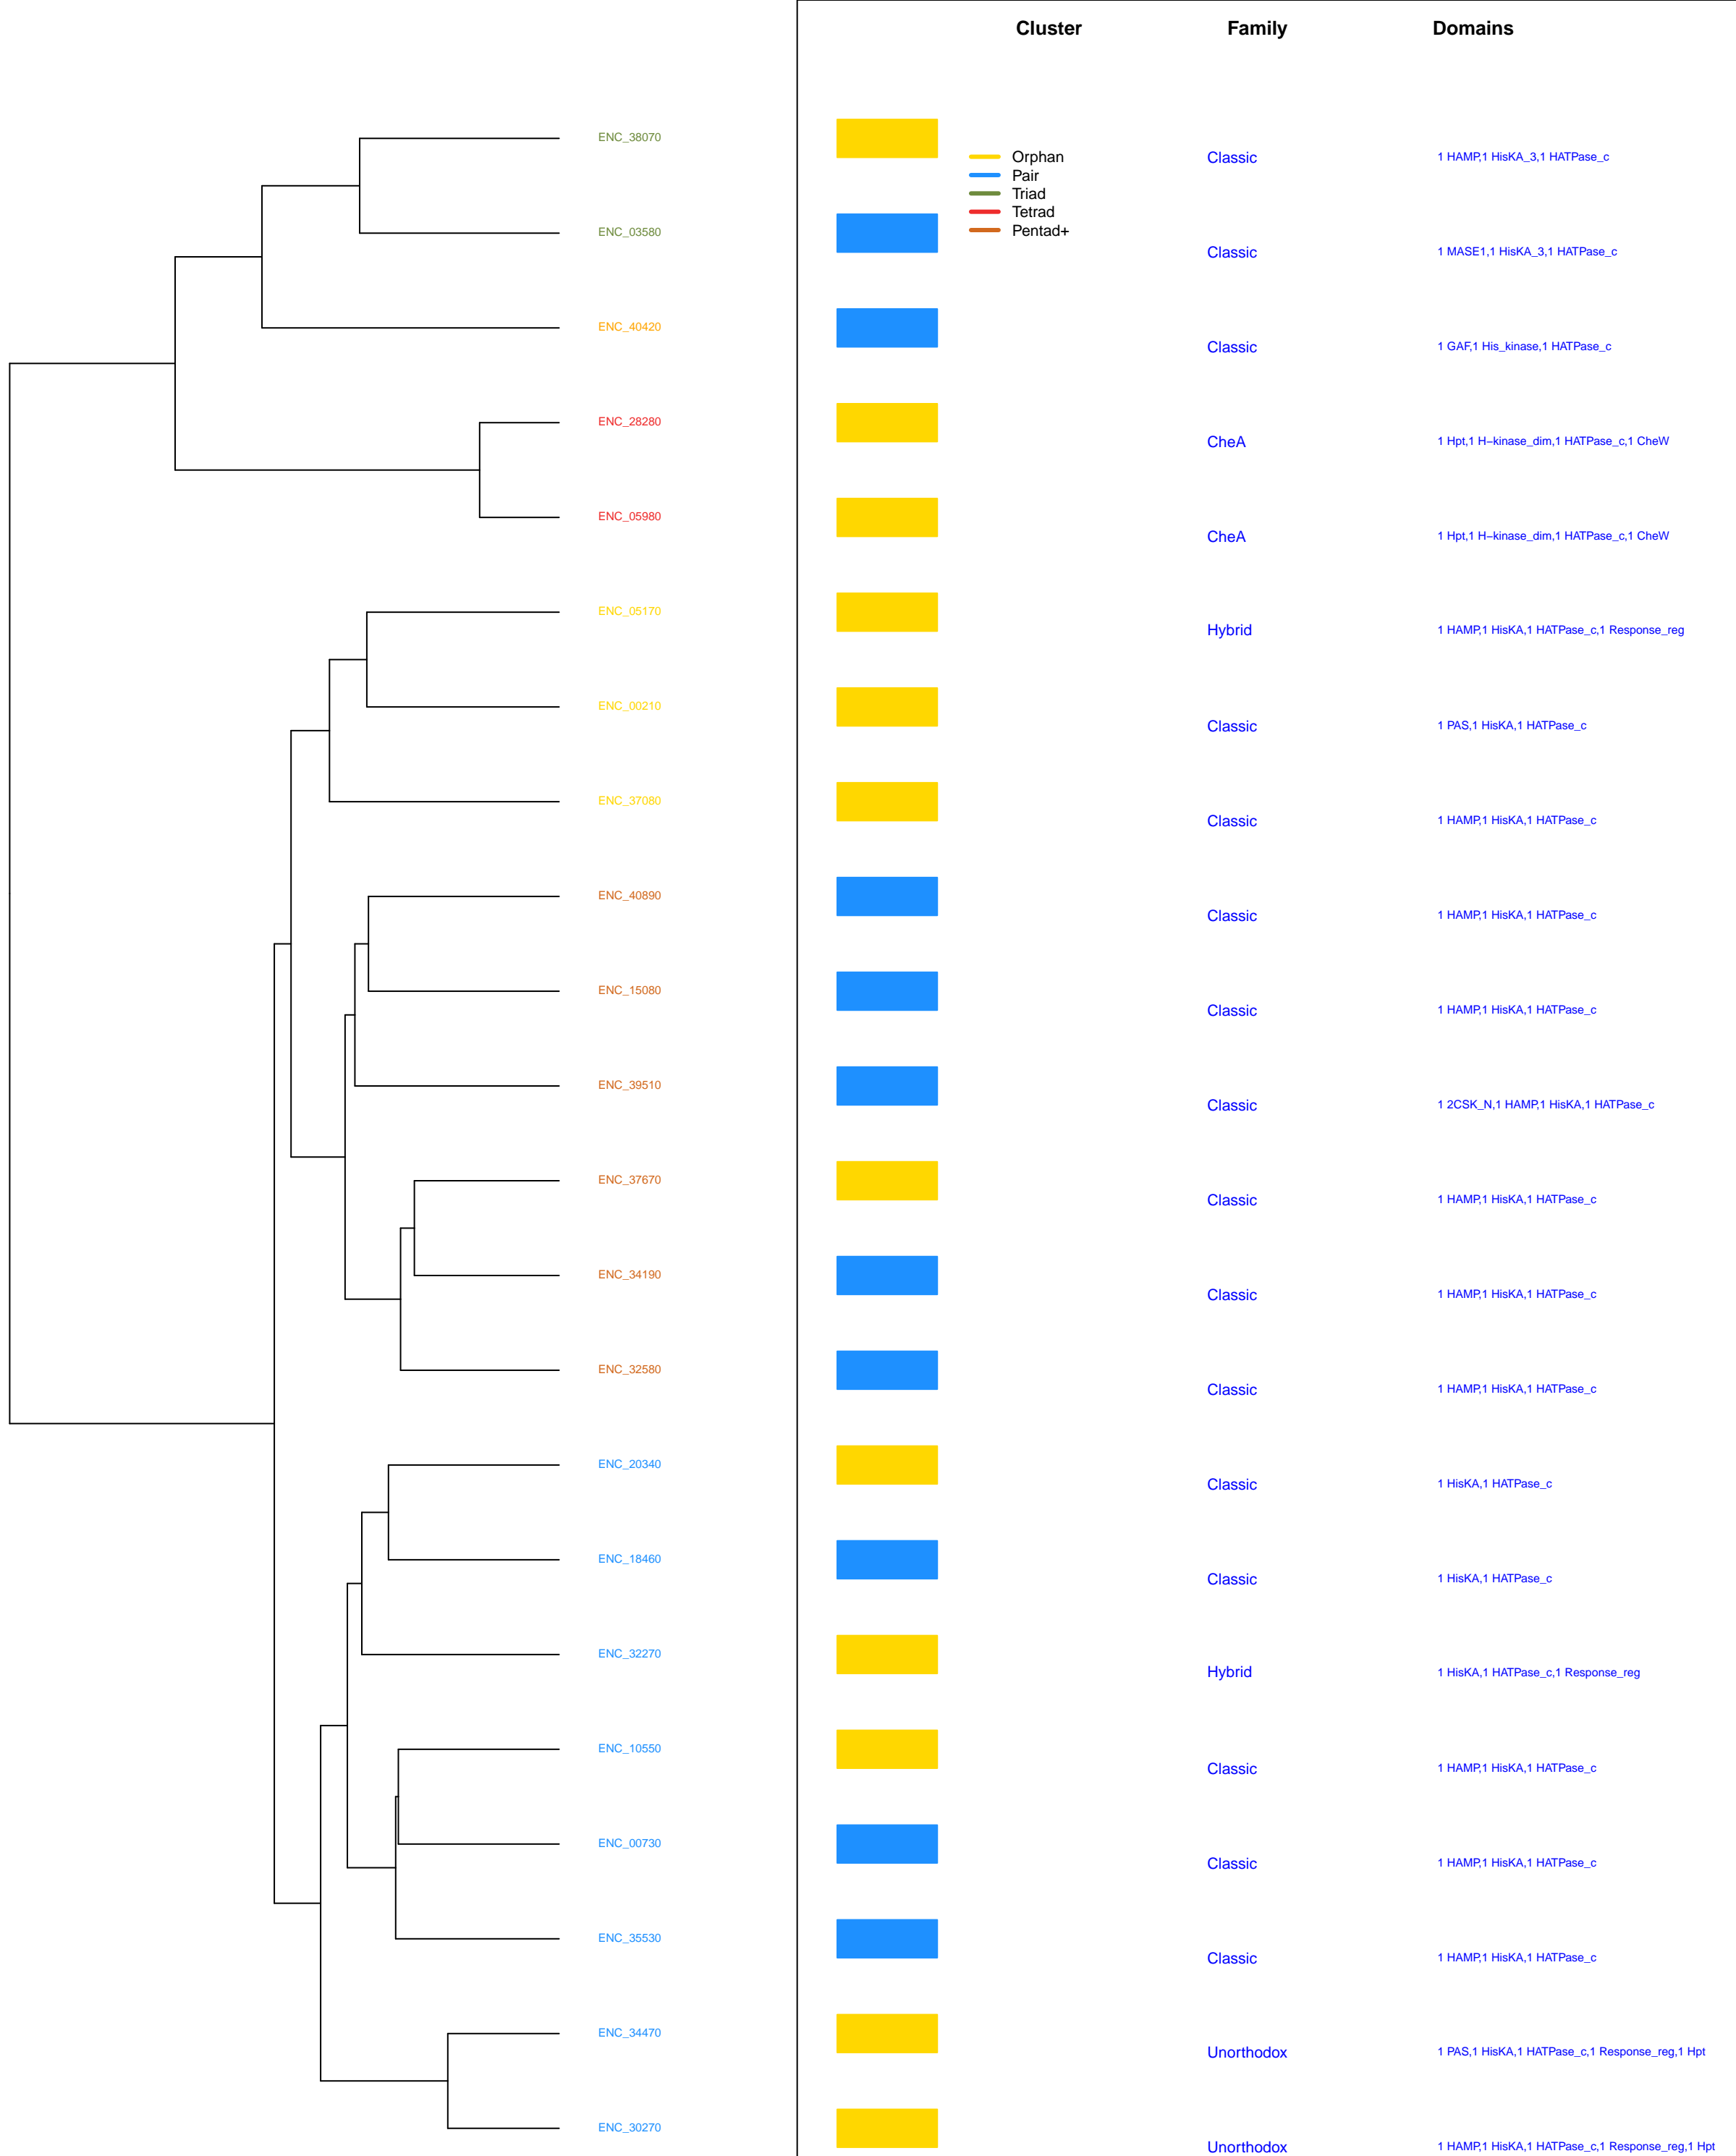 Cluster Family Domains
ENC_38070
Orphan
Classic 1 HAMP,1 HisKA_3,1 HATPase_c
Pair
Triad
Tetrad
Pentad+
ENC_03580
Classic 1 MASE1,1 HisKA_3,1 HATPase_c
ENC_40420
Classic 1 GAF,1 His_kinase,1 HATPase_c
ENC_28280
CheA 1 Hpt,1 H−kinase_dim,1 HATPase_c,1 CheW
ENC_05980
CheA 1 Hpt,1 H−kinase_dim,1 HATPase_c,1 CheW
ENC_05170
Hybrid 1 HAMP,1 HisKA,1 HATPase_c,1 Response_reg
ENC_00210
Classic 1 PAS,1 HisKA,1 HATPase_c
ENC_37080
Classic 1 HAMP,1 HisKA,1 HATPase_c
ENC_40890
Classic 1 HAMP,1 HisKA,1 HATPase_c
ENC_15080
Classic 1 HAMP,1 HisKA,1 HATPase_c
ENC_39510
Classic 1 2CSK_N,1 HAMP,1 HisKA,1 HATPase_c
ENC_37670
Classic 1 HAMP,1 HisKA,1 HATPase_c
ENC_34190
Classic 1 HAMP,1 HisKA,1 HATPase_c
ENC_32580
Classic 1 HAMP,1 HisKA,1 HATPase_c
ENC_20340
Classic 1 HisKA,1 HATPase_c
ENC_18460
Classic 1 HisKA,1 HATPase_c
ENC_32270
Hybrid 1 HisKA,1 HATPase_c,1 Response_reg
ENC_10550
Classic 1 HAMP,1 HisKA,1 HATPase_c
ENC_00730
Classic 1 HAMP,1 HisKA,1 HATPase_c
ENC_35530
Classic 1 HAMP,1 HisKA,1 HATPase_c
ENC_34470
Unorthodox 1 PAS,1 HisKA,1 HATPase_c,1 Response_reg,1 Hpt
ENC_30270
Unorthodox 1 HAMP,1 HisKA,1 HATPase_c,1 Response_reg,1 Hpt